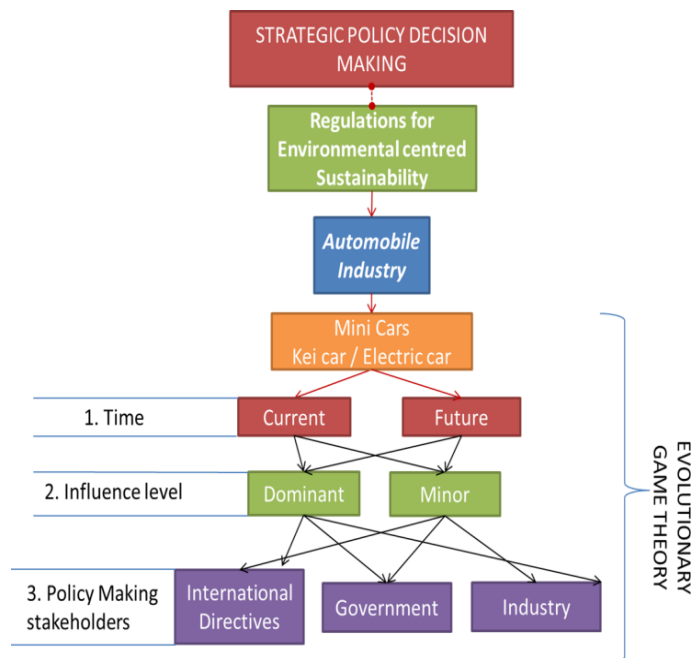 STRATEGIC POLICY DECISION
MAKING
Regulations for
Environmental centred
Sustainability
Automobile
Industry
Mini Cars
Kei car / Electric car
1. Time
Current
Future
2. Influence level
Dominant
Minor
3. Policy Making
stakeholders
International
Directives
Government
Industry
EVOLUTIONARY
GAME THEORY